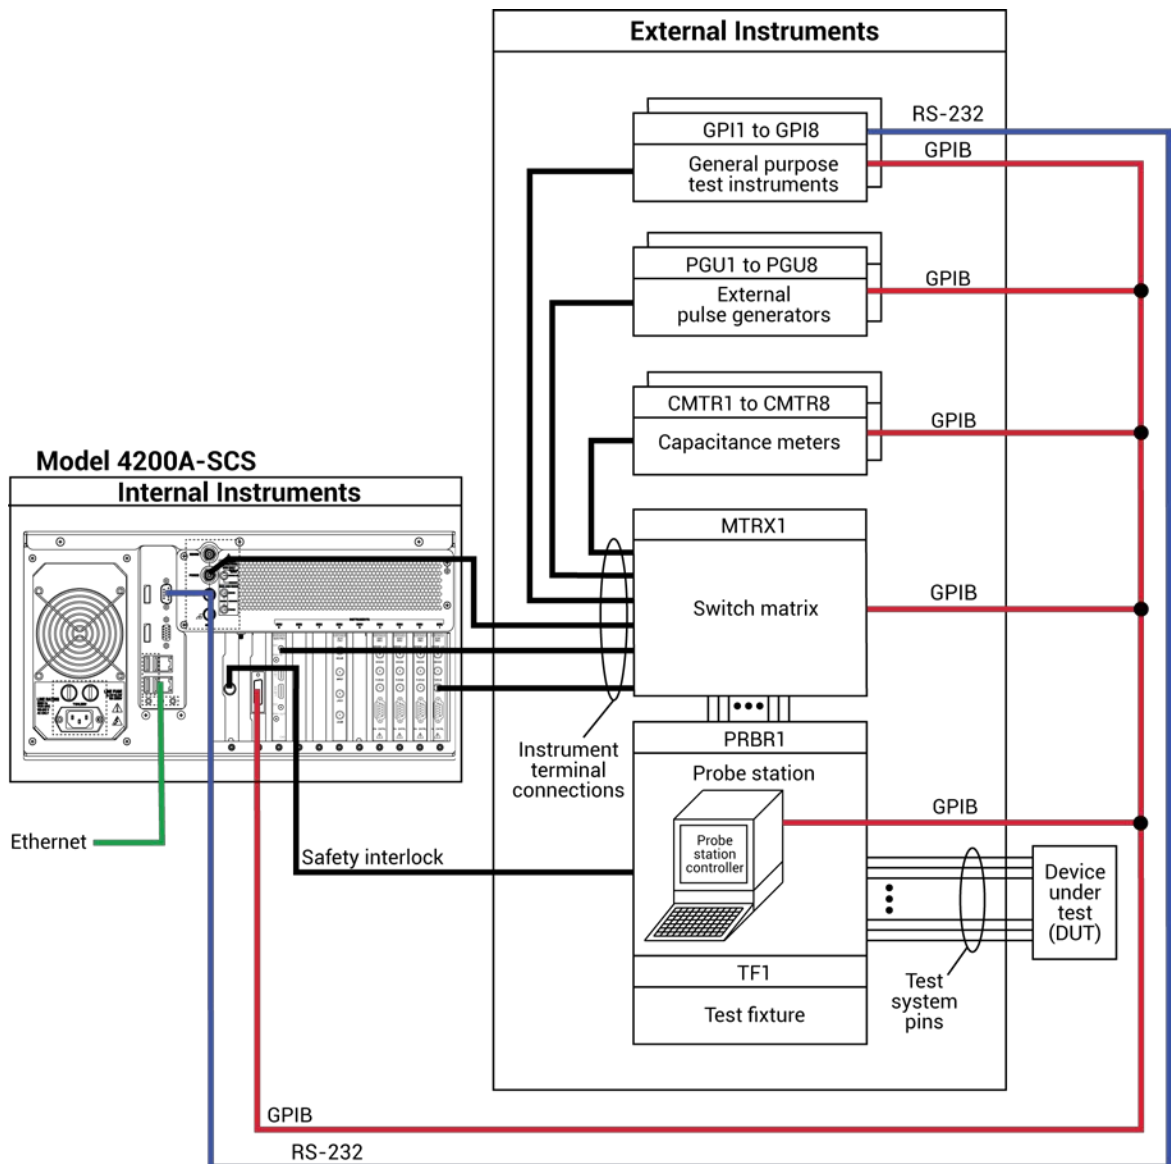 External Instruments
GPI1 to GPI8
General purpose
test instruments
RS-232
GPIB
PGU1 to PGU8
External
pulse generators
GPIB
CMTR1 to CMTR8
Capacitance meters
GPIB
Model 4200A-SCS
Internal Instruments
MTRX1
Switch matrix
GPIB
Instrument
terminal
connections
PRBR1
Probe station
GPIB
Probe
station
controller
Ethernet
Safety interlock
Device
under
test
(DUT)
TF1
Test fixture
Test
system
pins
GPIB
RS-232